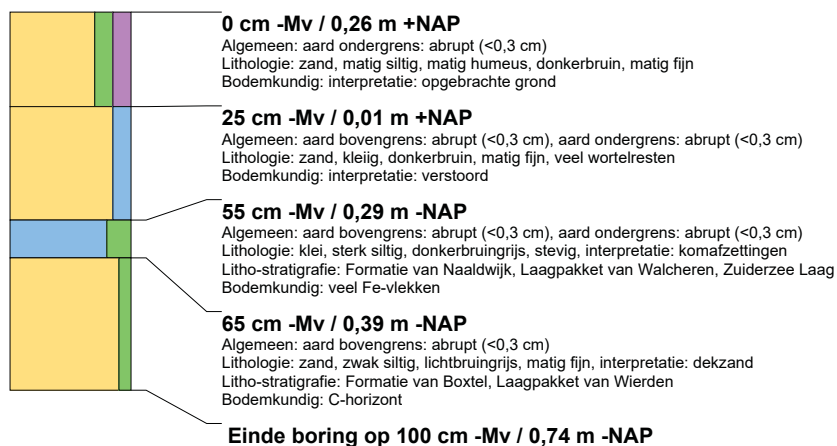 0 cm -Mv / 0,26 m +NAP
Algemeen: aard ondergrens: abrupt (<0,3 cm)
Lithologie: zand, matig siltig, matig humeus, donkerbruin, matig fijn
Bodemkundig: interpretatie: opgebrachte grond
25 cm -Mv / 0,01 m +NAP
Algemeen: aard bovengrens: abrupt (<0,3 cm), aard ondergrens: abrupt (<0,3 cm)
Lithologie: zand, kleiig, donkerbruin, matig fijn, veel wortelresten
Bodemkundig: interpretatie: verstoord
55 cm -Mv / 0,29 m -NAP
Algemeen: aard bovengrens: abrupt (<0,3 cm), aard ondergrens: abrupt (<0,3 cm)
Lithologie: klei, sterk siltig, donkerbruingrijs, stevig, interpretatie: komafzettingen
Litho-stratigrafie: Formatie van Naaldwijk, Laagpakket van Walcheren, Zuiderzee Laag
Bodemkundig: veel Fe-vlekken
65 cm -Mv / 0,39 m -NAP
Algemeen: aard bovengrens: abrupt (<0,3 cm)
Lithologie: zand, zwak siltig, lichtbruingrijs, matig fijn, interpretatie: dekzand
Litho-stratigrafie: Formatie van Boxtel, Laagpakket van Wierden
Bodemkundig: C-horizont
Einde boring op 100 cm -Mv / 0,74 m -NAP